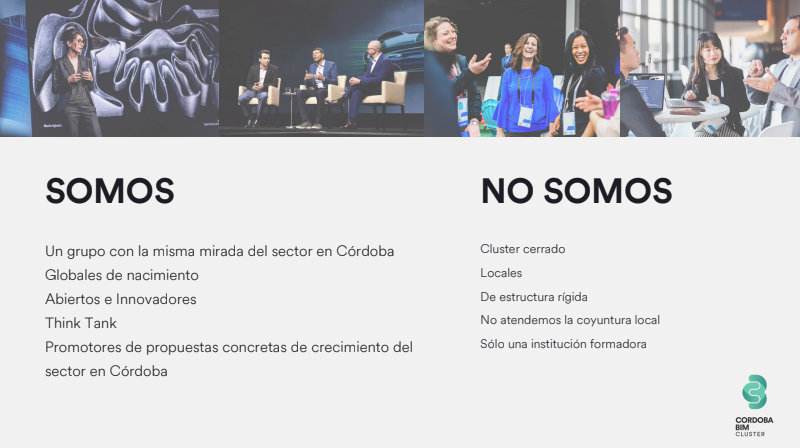 SOMOS
Un grupo con la misma mirada del sector en Córdoba
Globales de nacimiento
Abiertos e Innovadores
Think Tank
Promotores de propuestas concretas de crecimiento del
sector en Córdoba
NO SOMOS
Cluster cerrado
Locales
De estructura rígida
No atendemos la coyuntura local
Sólo una institución formadora
CORDOBA
BIM
CLUSTER